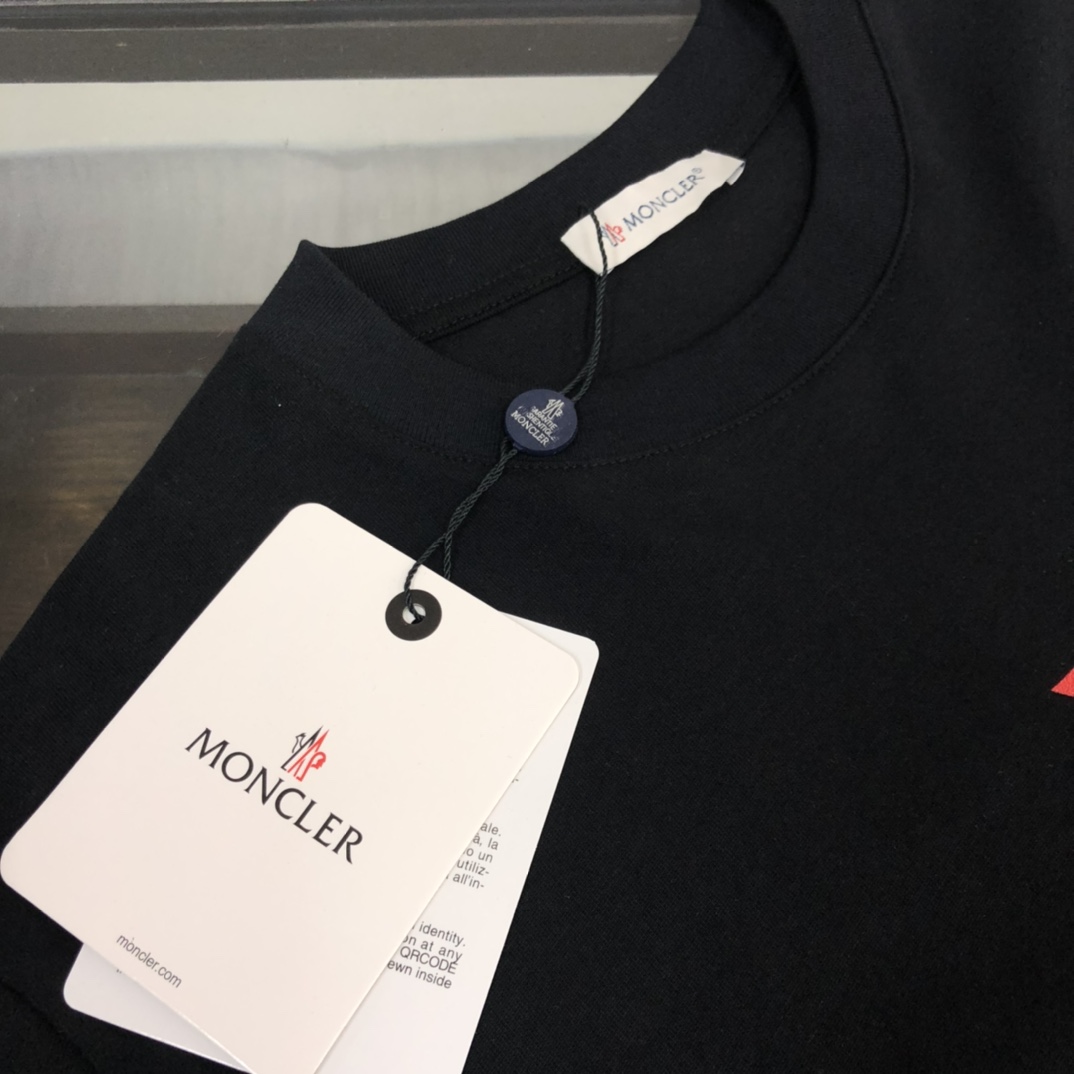 MONCLER®
MONCLER
MONCLER
moncler.com
ale.
à, la
o un
utiliz-
all'in-
identity.
on at any
QRCODE
ewn inside